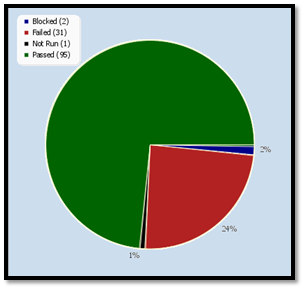 Blocked (2)
Failed (31)
Not Run (1)
Passed (95)
2%
24%
1%